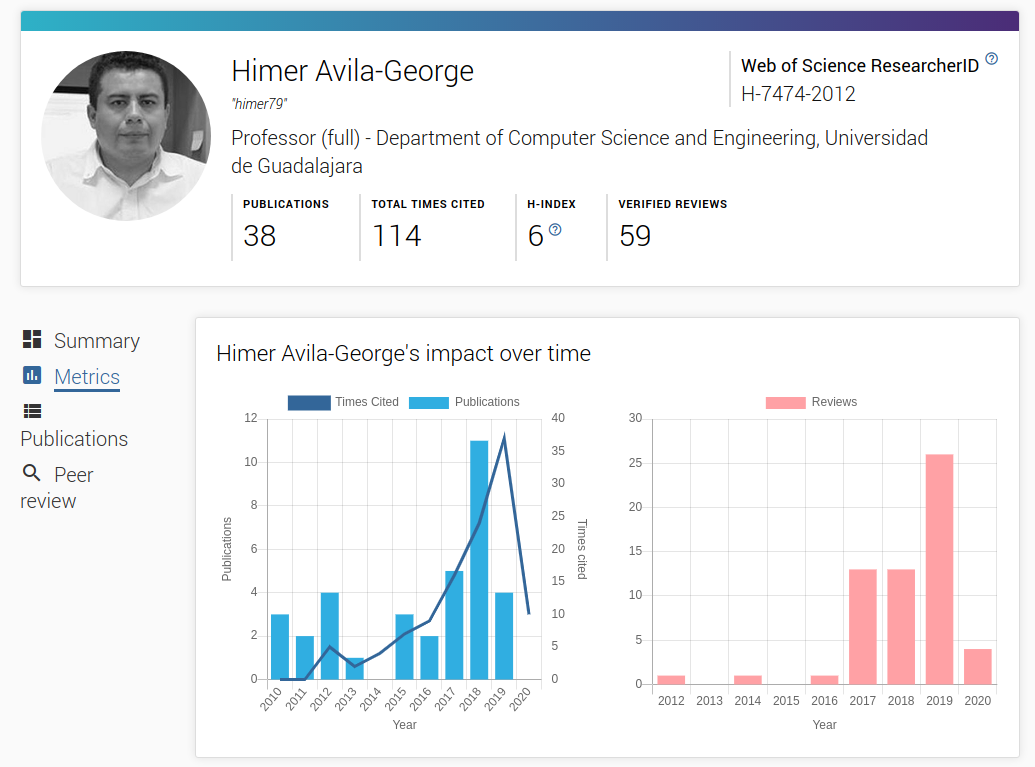 Himer Avila-George
"himer79"
Web of Science ResearcherID
H-7474-2012
Professor (full) - Department of Computer Science and Engineering, Universidad
de Guadalajara
PUBLICATIONS TOTAL TIMES CITED H-INDEX VERIFIED REVIEWS
38 114 6 59
Summary
Metrics
Publications
Peer
review
Himer Avila-George's impact over time
Times Cited Publications
12
10
8
6
4
2
0
Publications
40
35
30
25
20
15
10
5
0
Times cited
2010 2011 2012 2013 2014 2015 2016 2017 2018 2019 2020
Year
Reviews
30
25
20
15
10
5
0
2012 2013 2014 2015 2016 2017 2018 2019 2020
Year